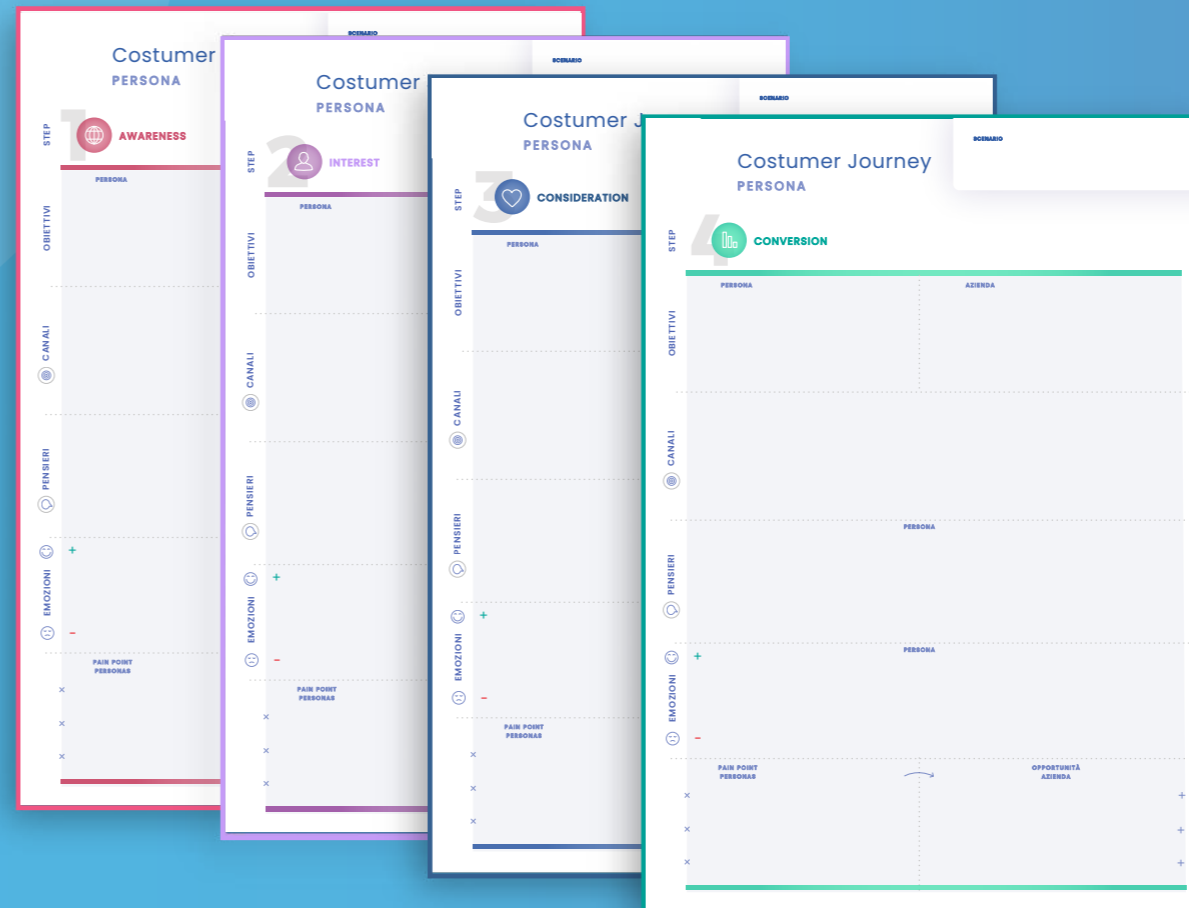 SCENARIO
Costumer
PERSONA
STEP
1
AWARENESS
PERSONA
OBIETTIVI
CANALI
PENSIERI
+
EMOZIONI
-
PAIN POINT
PERSONAS
×
×
×
SCENARIO
Costumer
PERSONA
STEP
2
INTEREST
PERSONA
OBIETTIVI
CANALI
PENSIERI
+
EMOZIONI
-
PAIN POINT
PERSONAS
×
×
×
SCENARIO
Costumer J
PERSONA
STEP
3
CONSIDERATION
PERSONA
OBIETTIVI
CANALI
PENSIERI
+
EMOZIONI
-
PAIN POINT
PERSONAS
×
×
×
SCENARIO
Costumer Journey
PERSONA
STEP
4
CONVERSION
PERSONA
AZIENDA
OBIETTIVI
CANALI
PERSONA
PENSIERI
PERSONA
+
EMOZIONI
-
PAIN POINT
PERSONAS
OPPORTUNITÀ
AZIENDA
× +
× +
× +